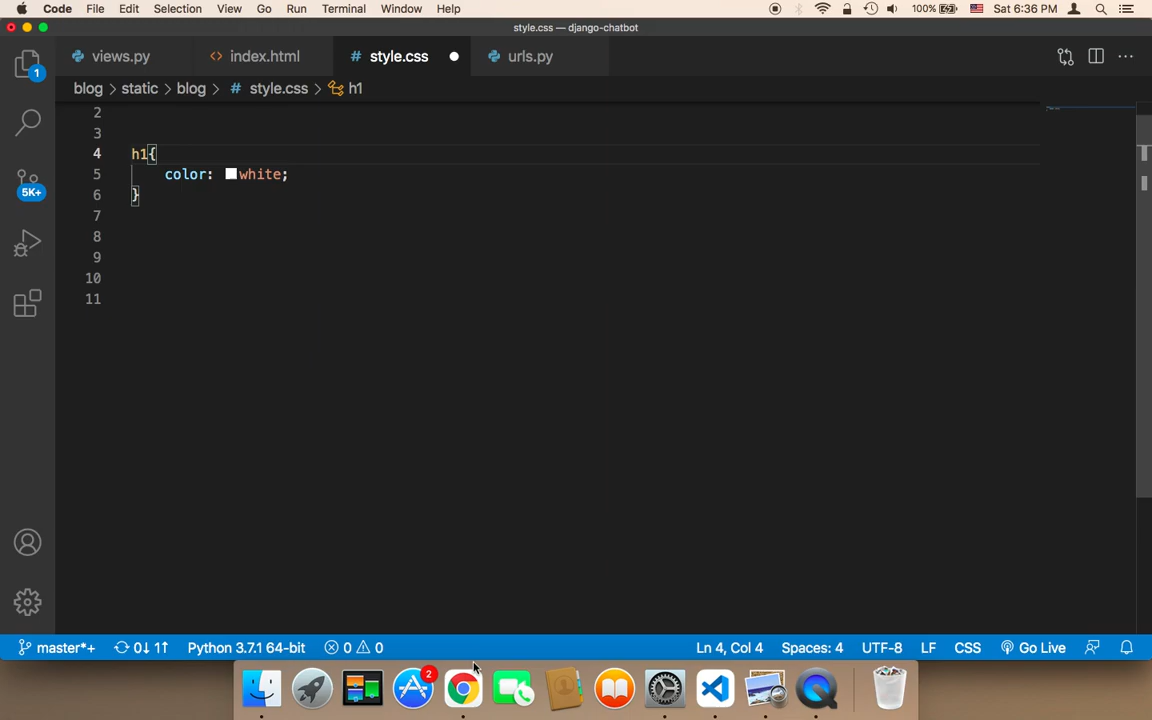 Code File Edit Selection View Go Run Terminal Window Help 100% Sat 6:36 PM
style.css — django-chatbot
views.py <> index.html # style.css urls.py
1
blog > static > blog > # style.css > h1
2
3
4 h1{
5 color: white;
6 }
7
8
9
10
11
5K+
master*+ 0↓ 1↑ Python 3.7.1 64-bit 0 0 Ln 4, Col 4 Spaces: 4 UTF-8 LF CSS Go Live
2